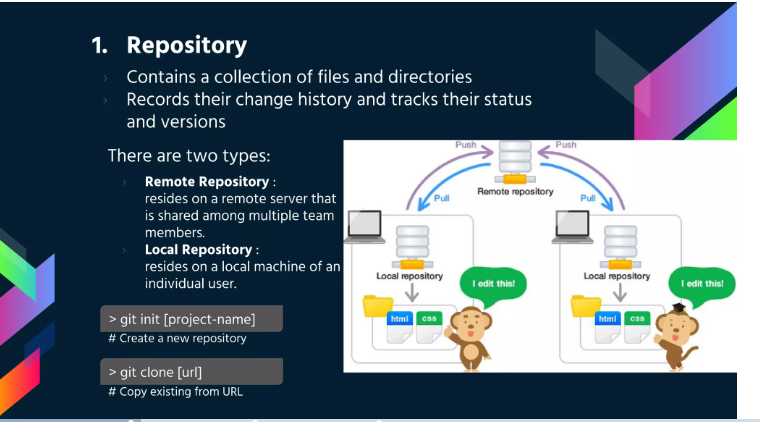 1. Repository
Contains a collection of files and directories
Records their change history and tracks their status
and versions
There are two types:
Remote Repository :
resides on a remote server that
is shared among multiple team
members.
Local Repository :
resides on a local machine of an
individual user.
> git init [project-name]
# Create a new repository
> git clone [url]
# Copy existing from URL
Push
Push
Remote repository
Pull
Pull
Local repository
Local repository
I edit this!
I edit this!
html
css
html
css